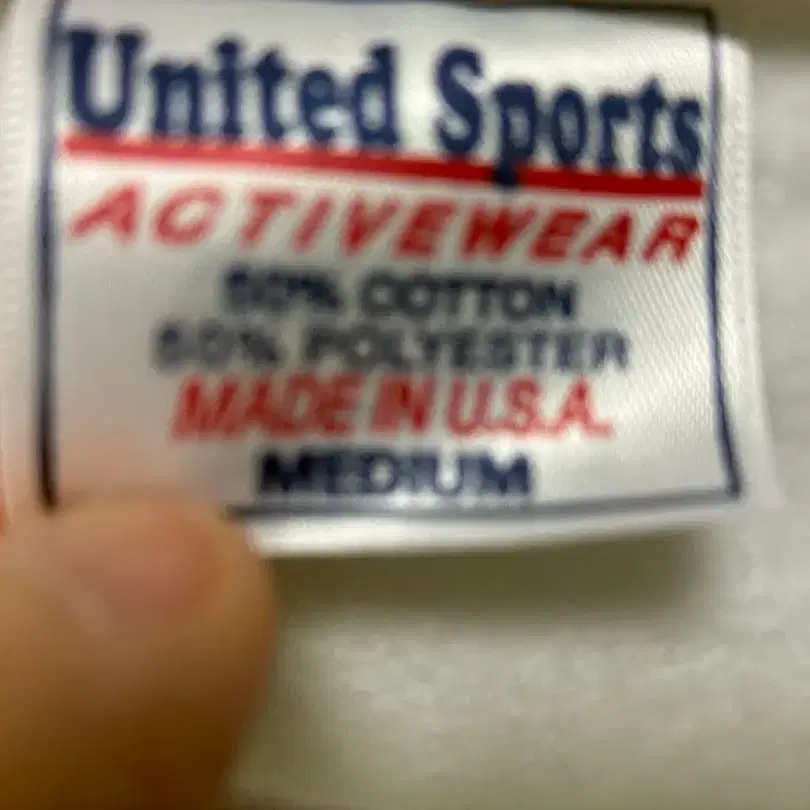 United Sports
ACTIVEWEAR
50% COTTON
50% POLYESTER
MADE IN U.S.A.
MEDIUM